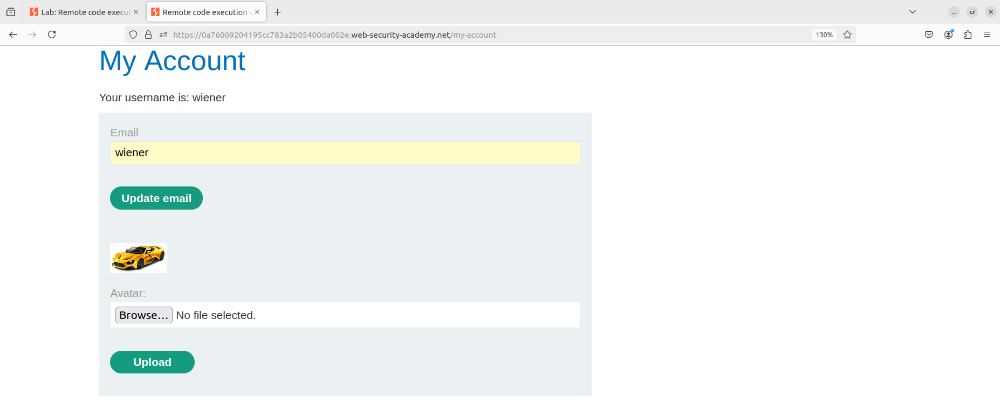 Lab: Remote code execut
Remote code execution v
https://0a76009204195cc783a2b05400da002e.web-security-academy.net/my-account
130%
My Account
Your username is: wiener
Email
wiener
Update email
Avatar:
Browse... No file selected.
Upload